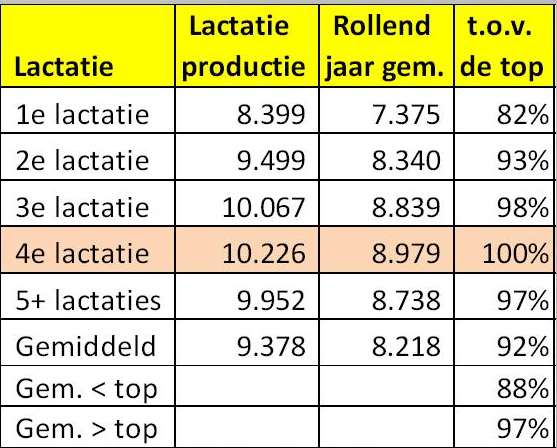 Lactatie Lactatie productie Rollend jaar gem. t.o.v. de top
1e lactatie 8.399 7.375 82%
2e lactatie 9.499 8.340 93%
3e lactatie 10.067 8.839 98%
4e lactatie 10.226 8.979 100%
5+ lactaties 9.952 8.738 97%
Gemiddeld 9.378 8.218 92%
Gem. < top 88%
Gem. > top 97%